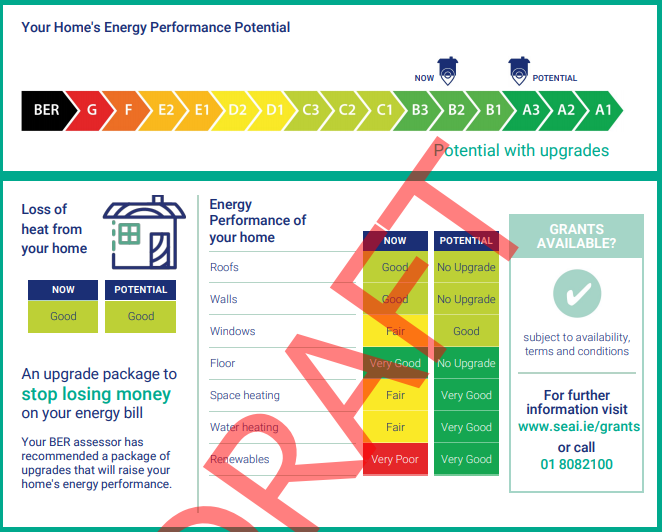 Your Home's Energy Performance Potential
NOW
POTENTIAL
BER G F E2 E1 D2 D1 C3 C2 C1 B3 B2 B1 A3 A2 A1
Potential with upgrades
Loss of
heat from
your home
NOW POTENTIAL
Good Good
An upgrade package to
stop losing money
on your energy bill
Your BER assessor has
recommended a package of
upgrades that will raise your
home's energy performance.
Energy
Performance of
your home
NOW POTENTIAL
Roofs Good No Upgrade
Walls Good No Upgrade
Windows Fair Good
Floor Very Good No Upgrade
Space heating Fair Very Good
Water heating Fair Very Good
Renewables Very Poor Very Good
GRANTS
AVAILABLE?
subject to availability,
terms and conditions
For further
information visit
www.seai.ie/grants
or call
01 8082100
DRAFT